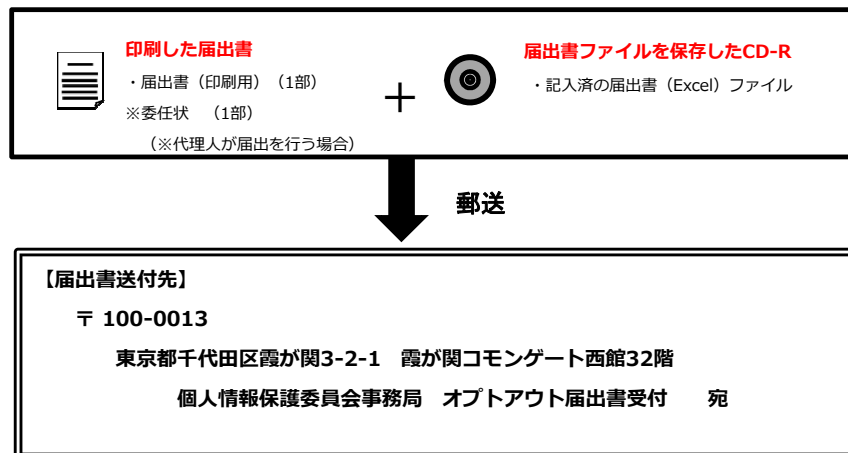 印刷した届出書
・届出書（印刷用）（1部）
※委任状　（1部）
（※代理人が届出を行う場合）
＋
届出書ファイルを保存したCD-R
・記入済の届出書（Excel）ファイル
郵送
【届出書送付先】
〒 100-0013
東京都千代田区霞が関3-2-1　霞が関コモンゲート西館32階
個人情報保護委員会事務局　オプトアウト届出書受付　　宛